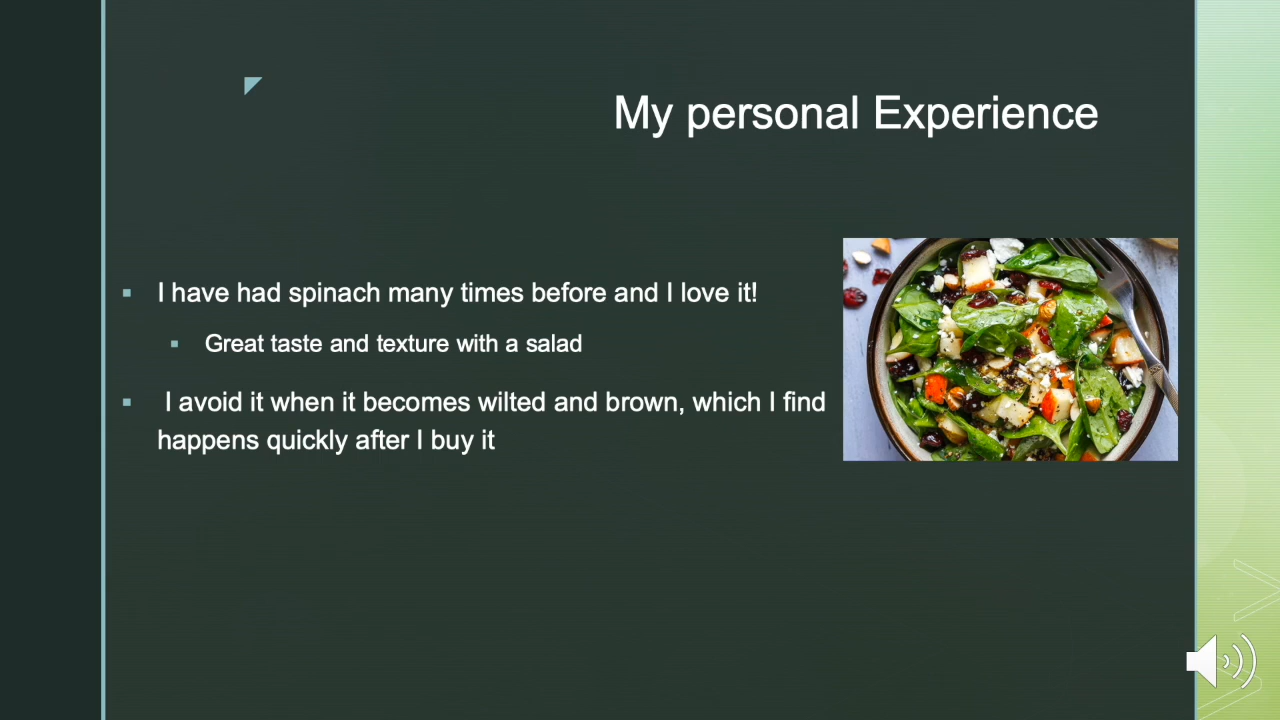 My personal Experience
I have had spinach many times before and I love it!
Great taste and texture with a salad
I avoid it when it becomes wilted and brown, which I find
happens quickly after I buy it